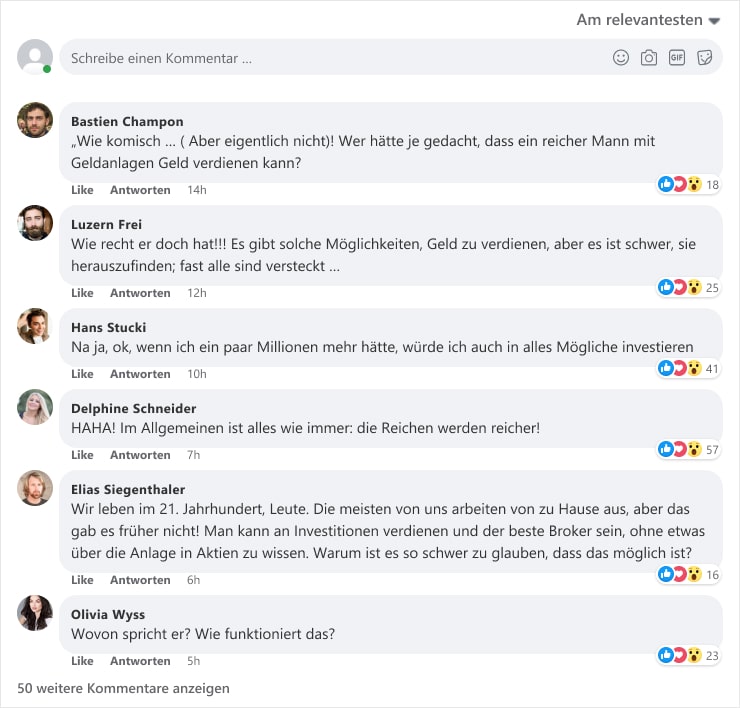 Am relevantesten
Schreibe einen Kommentar ...
GIF
Bastien Champon
„Wie komisch ... ( Aber eigentlich nicht)! Wer hätte je gedacht, dass ein reicher Mann mit
Geldanlagen Geld verdienen kann?
Like Antworten 14h
18
Luzern Frei
Wie recht er doch hat!!! Es gibt solche Möglichkeiten, Geld zu verdienen, aber es ist schwer, sie
herauszufinden; fast alle sind versteckt ...
Like Antworten 12h
25
Hans Stucki
Na ja, ok, wenn ich ein paar Millionen mehr hätte, würde ich auch in alles Mögliche investieren
Like Antworten 10h
41
Delphine Schneider
HAHA! Im Allgemeinen ist alles wie immer: die Reichen werden reicher!
Like Antworten 7h
57
Elias Siegenthaler
Wir leben im 21. Jahrhundert, Leute. Die meisten von uns arbeiten von zu Hause aus, aber das
gab es früher nicht! Man kann an Investitionen verdienen und der beste Broker sein, ohne etwas
über die Anlage in Aktien zu wissen. Warum ist es so schwer zu glauben, dass das möglich ist?
Like Antworten 6h
16
Olivia Wyss
Wovon spricht er? Wie funktioniert das?
Like Antworten 5h
23
50 weitere Kommentare anzeigen